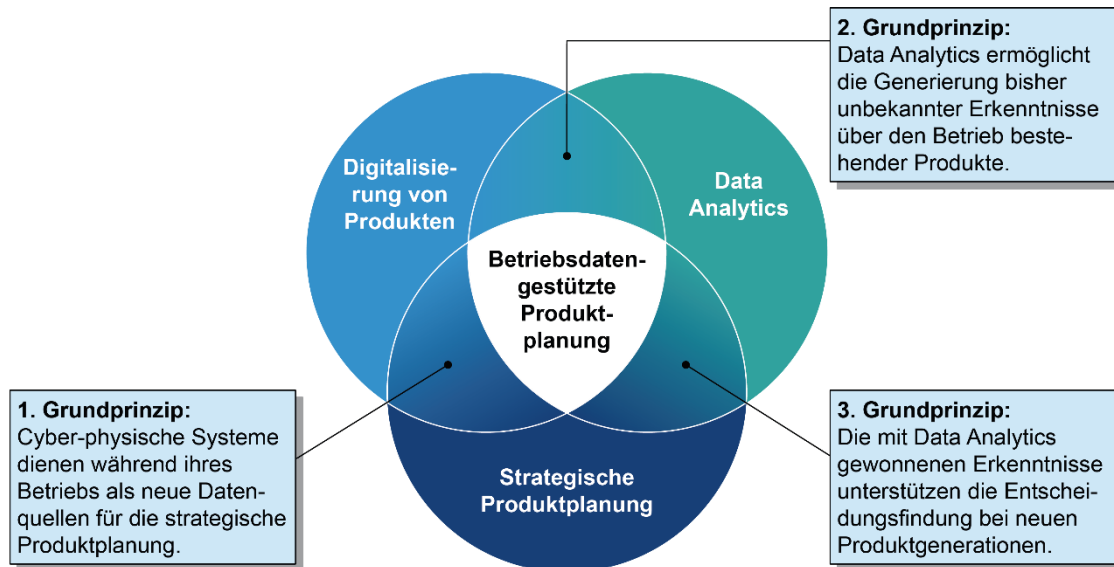 2. Grundprinzip:
Data Analytics ermöglicht
die Generierung bisher
unbekannter Erkenntnisse
über den Betrieb beste-
hender Produkte.
Digitalisie-
rung von
Produkten
Data
Analytics
Betriebsdaten-
gestützte
Produkt-
planung
1. Grundprinzip:
Cyber-physische Systeme
dienen während ihres
Betriebs als neue Daten-
quellen für die strategische
Produktplanung.
Strategische
Produktplanung
3. Grundprinzip:
Die mit Data Analytics
gewonnenen Erkenntnisse
unterstützen die Entschei-
dungsfindung bei neuen
Produktgenerationen.